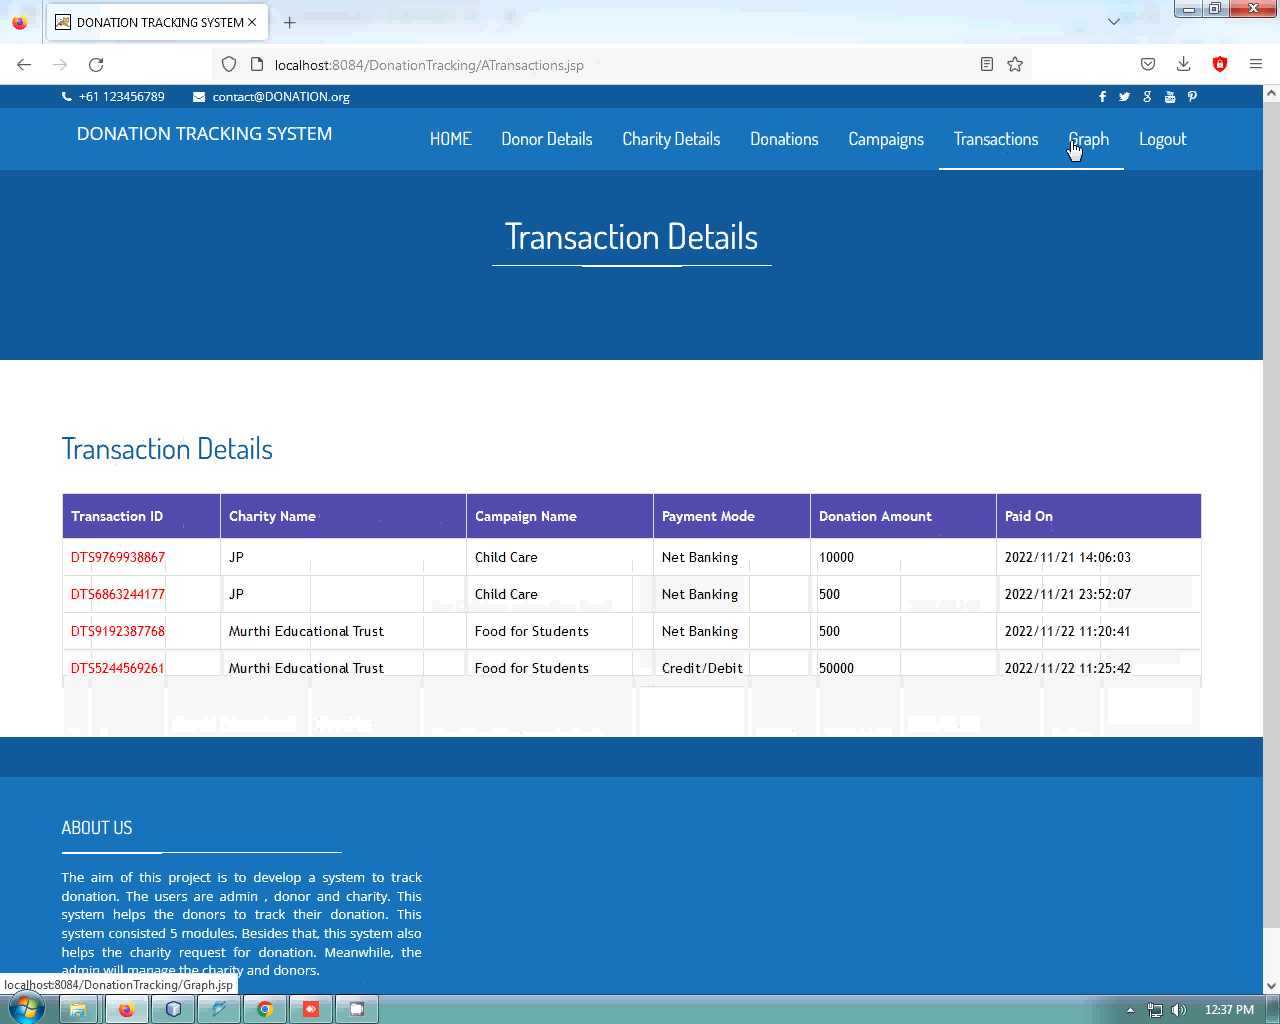 DONATION TRACKING SYSTEM
localhost:8084/DonationTracking/ATransactions.jsp
+61 123456789 contact@DONATION.org
DONATION TRACKING SYSTEM HOME Donor Details Charity Details Donations Campaigns Transactions Graph Logout
Transaction Details
Transaction Details
Transaction ID Charity Name Campaign Name Payment Mode Donation Amount Paid On
DTS9769938867 JP Child Care Net Banking 10000 2022/11/21 14:06:03
DTS6863244177 JP Child Care Net Banking 500 2022/11/21 23:52:07
DTS9192387768 Murthi Educational Trust Food for Students Net Banking 500 2022/11/22 11:20:41
DTS5244569261 Murthi Educational Trust Food for Students Credit/Debit 50000 2022/11/22 11:25:42
ABOUT US
The aim of this project is to develop a system to track
donation. The users are admin , donor and charity. This
system helps the donors to track their donation. This
system consisted 5 modules. Besides that, this system also
helps the charity request for donation. Meanwhile, the
admin will manage the charity and donors.
localhost:8084/DonationTracking/Graph.jsp
12:37 PM